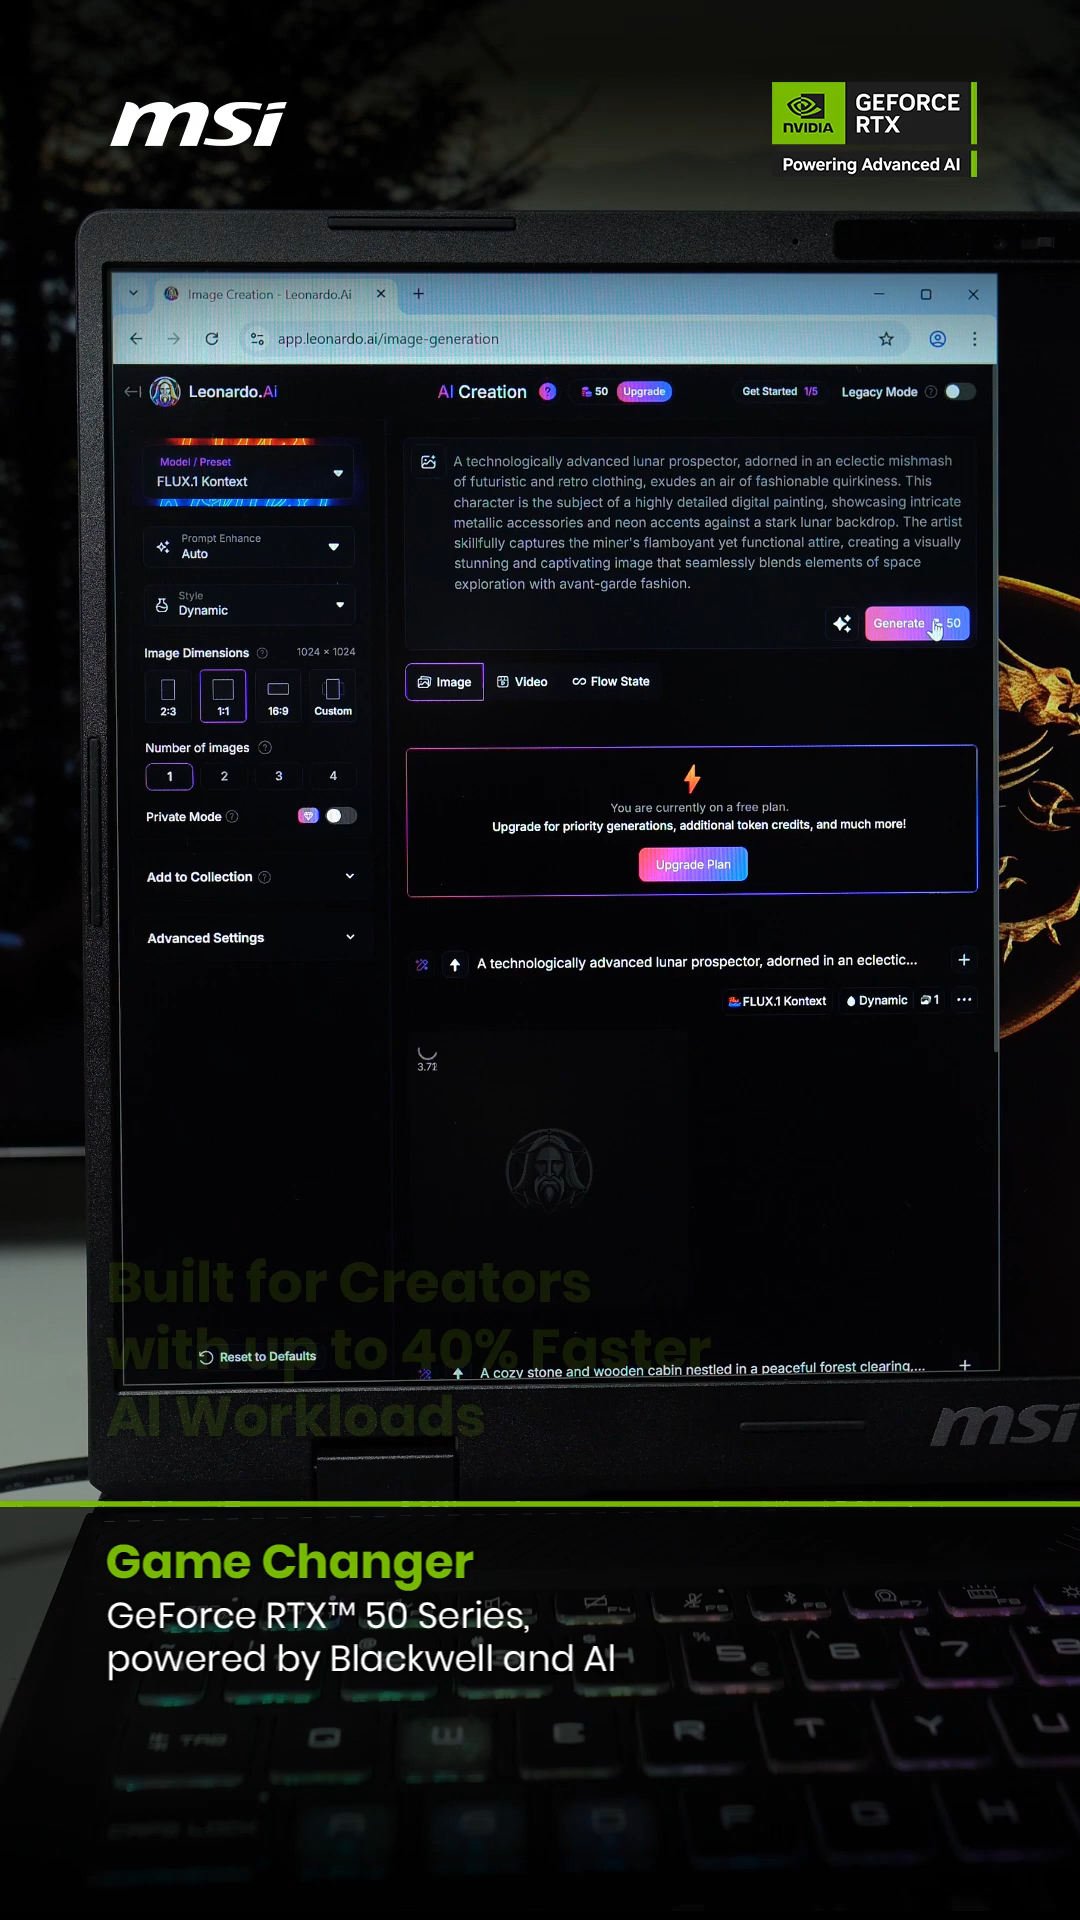 msi
NVIDIA
GEFORCE
RTX
Powering Advanced AI
Image Creation - Leonardo.Ai
app.leonardo.ai/image-generation
Leonardo.Ai
AI Creation
?
50
Upgrade
Get Started 1/5
Legacy Mode
Model / Preset
FLUX.1 Kontext
Prompt Enhance
Auto
Style
Dynamic
Image Dimensions
1024 × 1024
2:3
1:1
16:9
Custom
Number of images
1
2
3
4
Private Mode
Add to Collection
Advanced Settings
A technologically advanced lunar prospector, adorned in an eclectic mishmash
of futuristic and retro clothing, exudes an air of fashionable quirkiness. This
character is the subject of a highly detailed digital painting, showcasing intricate
metallic accessories and neon accents against a stark lunar backdrop. The artist
skillfully captures the miner's flamboyant yet functional attire, creating a visually
stunning and captivating image that seamlessly blends elements of space
exploration with avant-garde fashion.
Generate 50
Image
Video
Flow State
You are currently on a free plan.
Upgrade for priority generations, additional token credits, and much more!
Upgrade Plan
A technologically advanced lunar prospector, adorned in an eclectic...
FLUX.1 Kontext
Dynamic
1
Built for Creators
with up to 40% Faster
AI Workloads
Reset to Defaults
A cozy stone and wooden cabin nestled in a peaceful forest clearing,...
msi
Game Changer
GeForce RTX™ 50 Series,
powered by Blackwell and AI
F4
F5
F7
F8
5
6
7
8
TAB
Q
W
E
R
T
Y
U
A
S
D
F
G
H